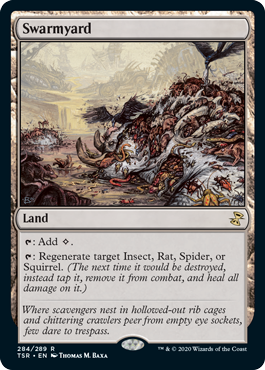 Swarmyard
Land
: Add .
: Regenerate target Insect, Rat, Spider, or
Squirrel. (The next time it would be destroyed,
instead tap it, remove it from combat, and heal
all damage on it.)
Where scavengers nest in hollowed-out rib cages
and chittering crawlers peer from empty eye sockets,
few dare to trespass.
284/289 R
TSR • EN Thomas M. Baxa
™ & © 2020 Wizards of the Coast